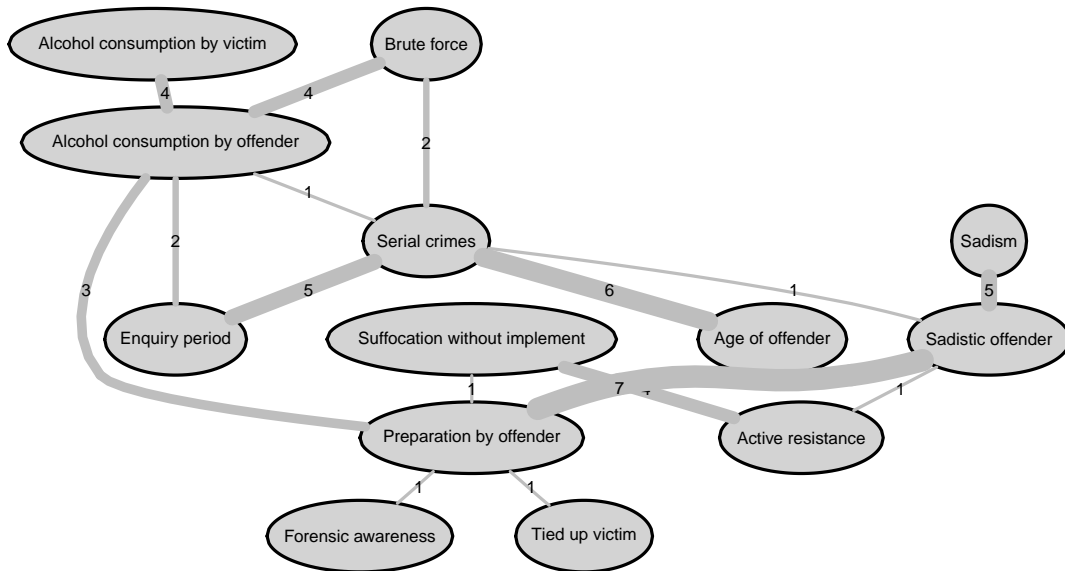 Alcohol consumption by victim
Brute force
4
4
Alcohol consumption by offender
2
1
2
Serial crimes
Sadism
3
5
6
1
5
Enquiry period
Suffocation without implement
Age of offender
Sadistic offender
1
7
1
Preparation by offender
Active resistance
1
1
Forensic awareness
Tied up victim